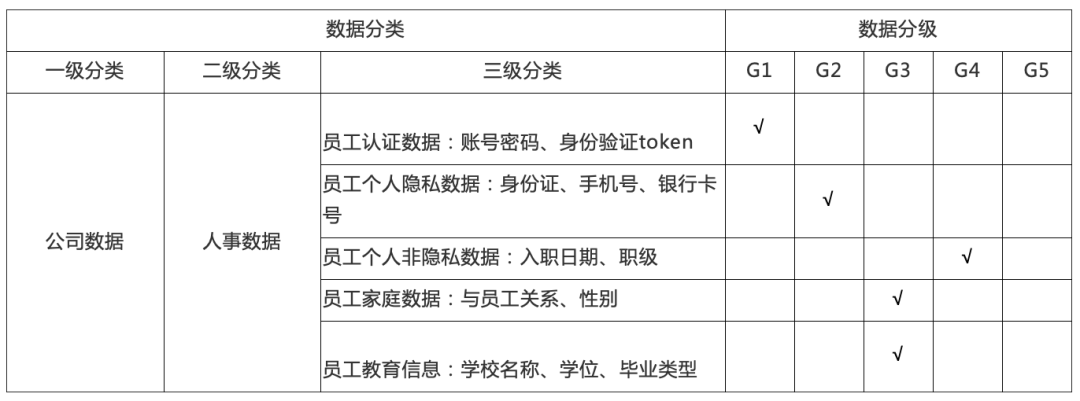 数据分类 数据分级
一级分类 二级分类 三级分类 G1 G2 G3 G4 G5
公司数据 人事数据
员工认证数据：账号密码、身份验证token √
员工个人隐私数据：身份证、手机号、银行卡
号 √
员工个人非隐私数据：入职日期、职级 √
员工家庭数据：与员工关系、性别 √
员工教育信息：学校名称、学位、毕业类型 √